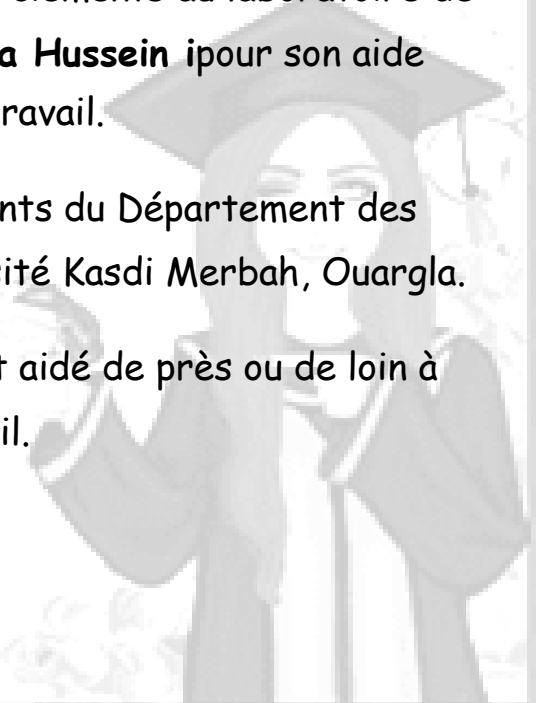 a Hussein ipour son aide
ravail.
nts du Département des
ité Kasdi Merbah, Ouargla.
t aidé de près ou de loin à
il.